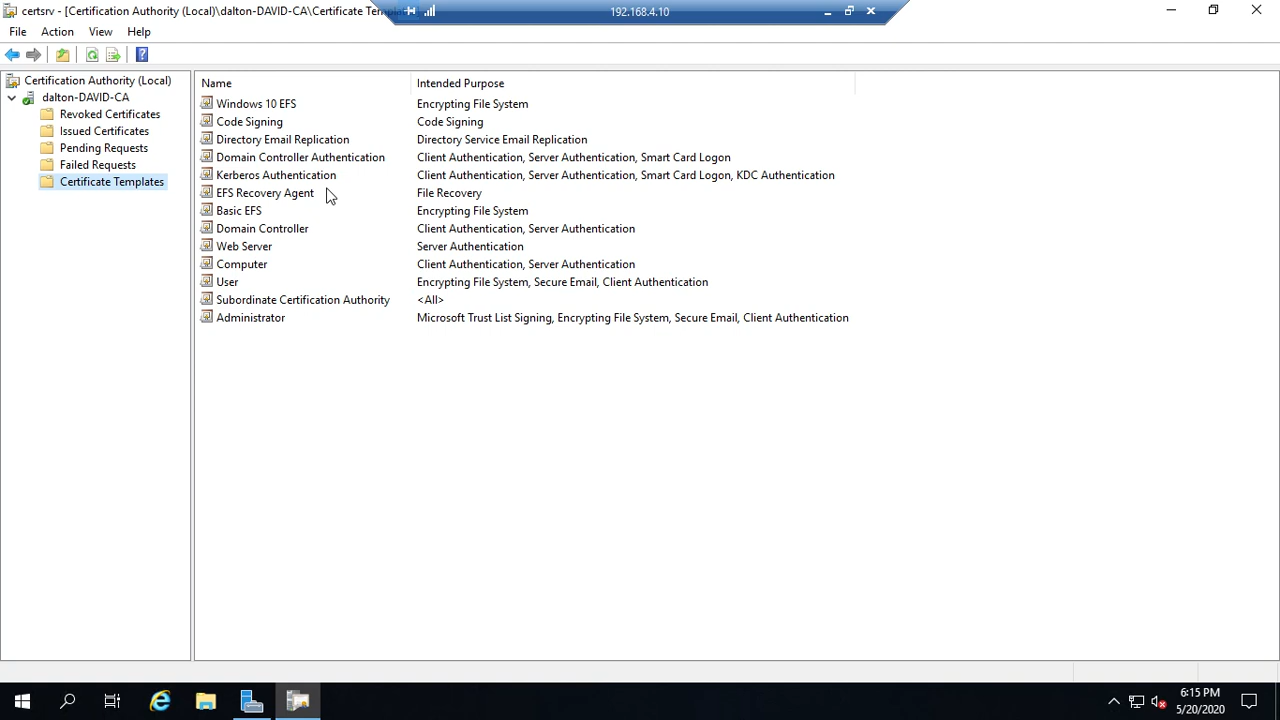 certsrv - [Certification Authority (Local)\dalton-DAVID-CA\Certificate
192.168.4.10
File Action View Help
Certification Authority (Local)
dalton-DAVID-CA
Revoked Certificates
Issued Certificates
Pending Requests
Failed Requests
Certificate Templates
Name Intended Purpose
Windows 10 EFS Encrypting File System
Code Signing Code Signing
Directory Email Replication Directory Service Email Replication
Domain Controller Authentication Client Authentication, Server Authentication, Smart Card Logon
Kerberos Authentication Client Authentication, Server Authentication, Smart Card Logon, KDC Authentication
EFS Recovery Agent File Recovery
Basic EFS Encrypting File System
Domain Controller Client Authentication, Server Authentication
Web Server Server Authentication
Computer Client Authentication, Server Authentication
User Encrypting File System, Secure Email, Client Authentication
Subordinate Certification Authority <All>
Administrator Microsoft Trust List Signing, Encrypting File System, Secure Email, Client Authentication
6:15 PM
5/20/2020